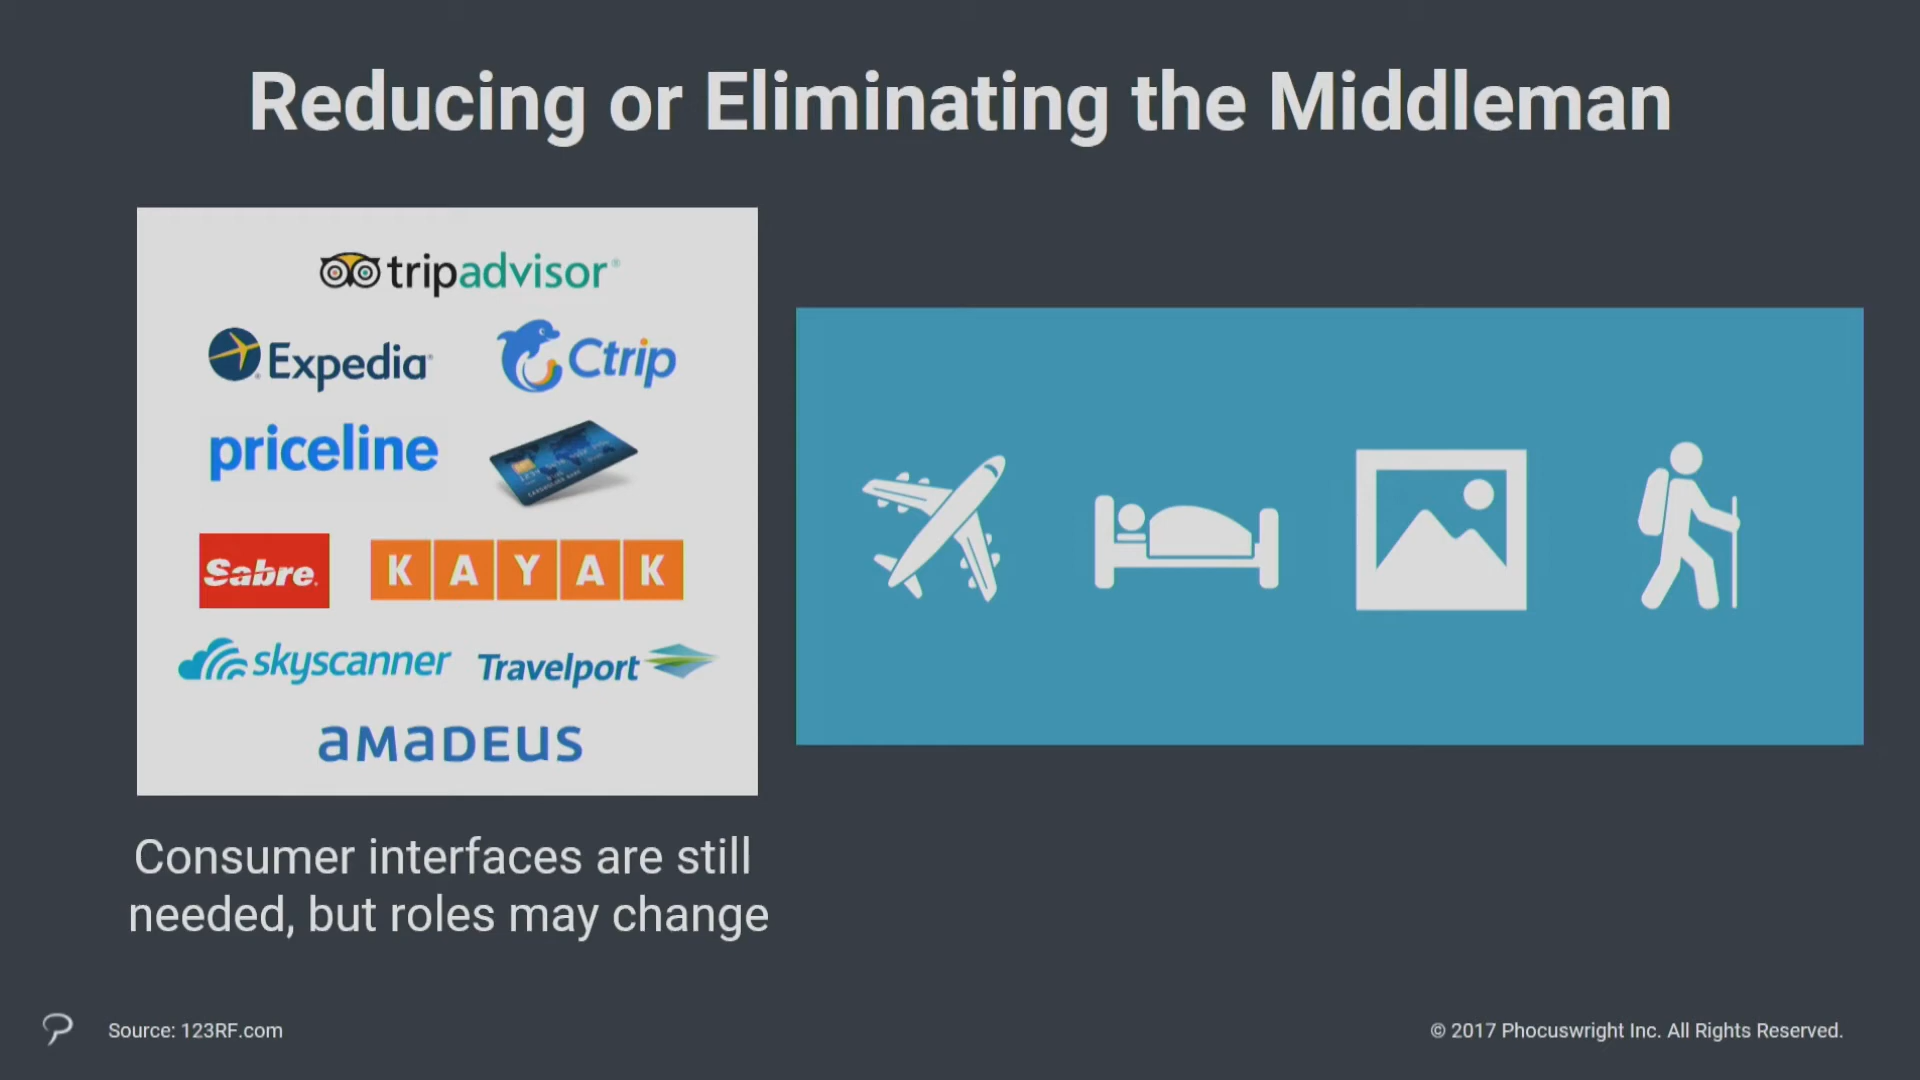 Reducing or Eliminating the Middleman
tripadvisor®
Expedia®
Ctrip
priceline
Sabre.
KAYAK
skyscanner
Travelport
amadeus
Consumer interfaces are still
needed, but roles may change
Source: 123RF.com
© 2017 Phocuswright Inc. All Rights Reserved.